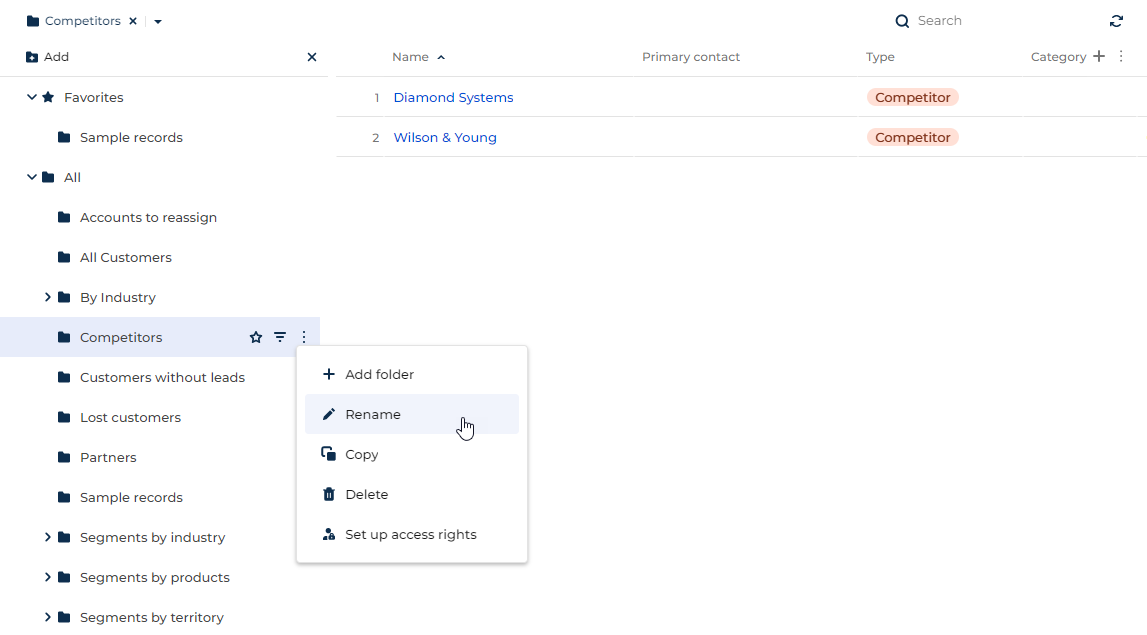 Competitors
Search
Add
Name
Primary contact
Type
Category
Favorites
1 Diamond Systems Competitor
Sample records
2 Wilson & Young Competitor
All
Accounts to reassign
All Customers
By Industry
Competitors
Customers without leads
Lost customers
Partners
Sample records
Segments by industry
Segments by products
Segments by territory
Add folder
Rename
Copy
Delete
Set up access rights